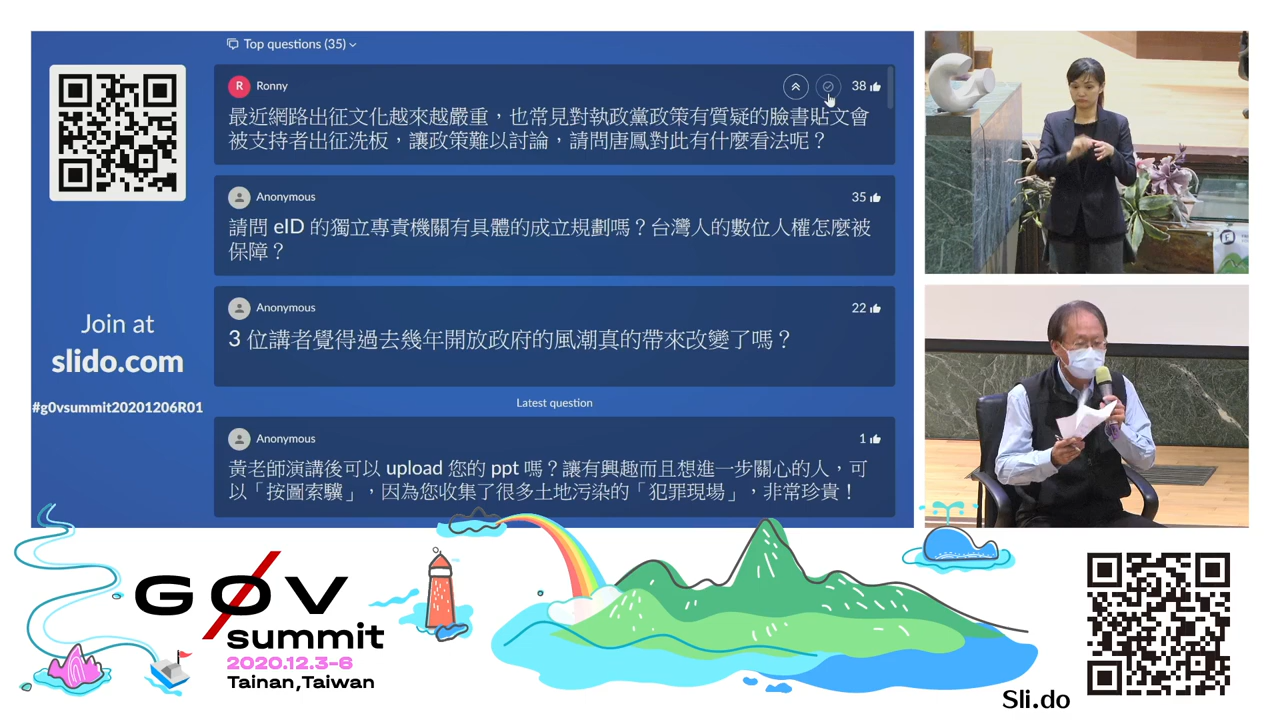 Top questions (35)
R
Ronny
38
最近網路出征文化越來越嚴重，也常見對執政黨政策有質疑的臉書貼文會
被支持者出征洗板，讓政策難以討論，請問唐鳳對此有什麼看法呢？
Anonymous
35
請問 eID 的獨立專責機關有具體的成立規劃嗎？台灣人的數位人權怎麼被
保障？
Anonymous
22
3 位講者覺得過去幾年開放政府的風潮真的帶來改變了嗎？
Latest question
Anonymous
1
黃老師演講後可以 upload 您的 ppt 嗎？讓有興趣而且想進一步關心的人，可
以「按圖索驥」，因為您收集了很多土地污染的「犯罪現場」，非常珍貴！
Join at
slido.com
#g0vsummit20201206R01
GØV
summit
2020.12.3-6
Tainan,Taiwan
Sli.do